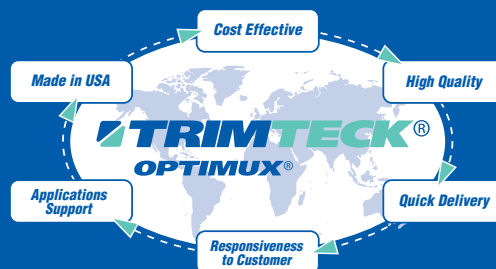 Cost Effective
Made in USA
High Quality
TRIMTECK®
OPTIMUX®
Applications
Support
Quick Delivery
Responsiveness
to Customer